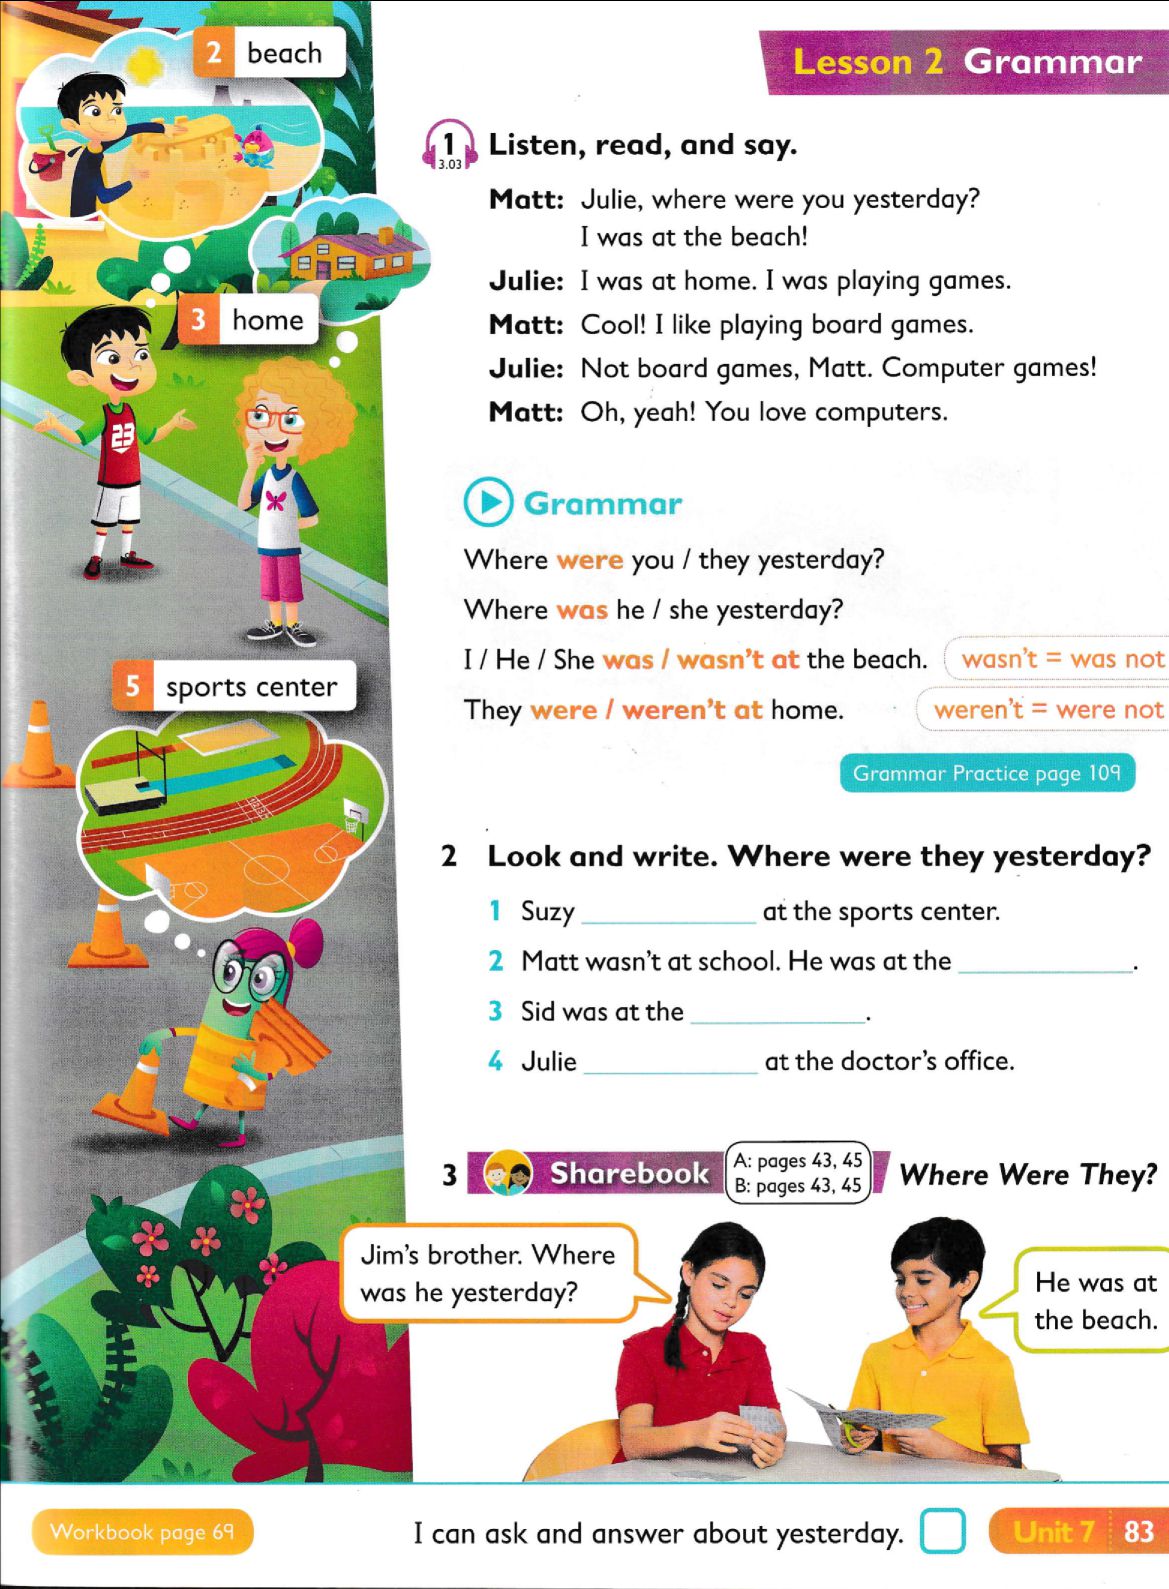 2 beach
Lesson 2 Grammar
1
3.03
Listen, read, and say.
Matt: Julie, where were you yesterday?
I was at the beach!
Julie: I was at home. I was playing games.
Matt: Cool! I like playing board games.
Julie: Not board games, Matt. Computer games!
Matt: Oh, yeah! You love computers.
3 home
23
Grammar
Where were you / they yesterday?
Where was he / she yesterday?
I / He / She was / wasn't at the beach. wasn't = was not
They were / weren't at home. weren't = were not
Grammar Practice page 109
5 sports center
2 Look and write. Where were they yesterday?
1 Suzy ____________ at the sports center.
2 Matt wasn't at school. He was at the ____________.
3 Sid was at the ____________.
4 Julie ____________ at the doctor's office.
3 Sharebook A: pages 43, 45
B: pages 43, 45
Where Were They?
Jim's brother. Where
was he yesterday?
He was at
the beach.
Workbook page 69
I can ask and answer about yesterday.
Unit 7 83